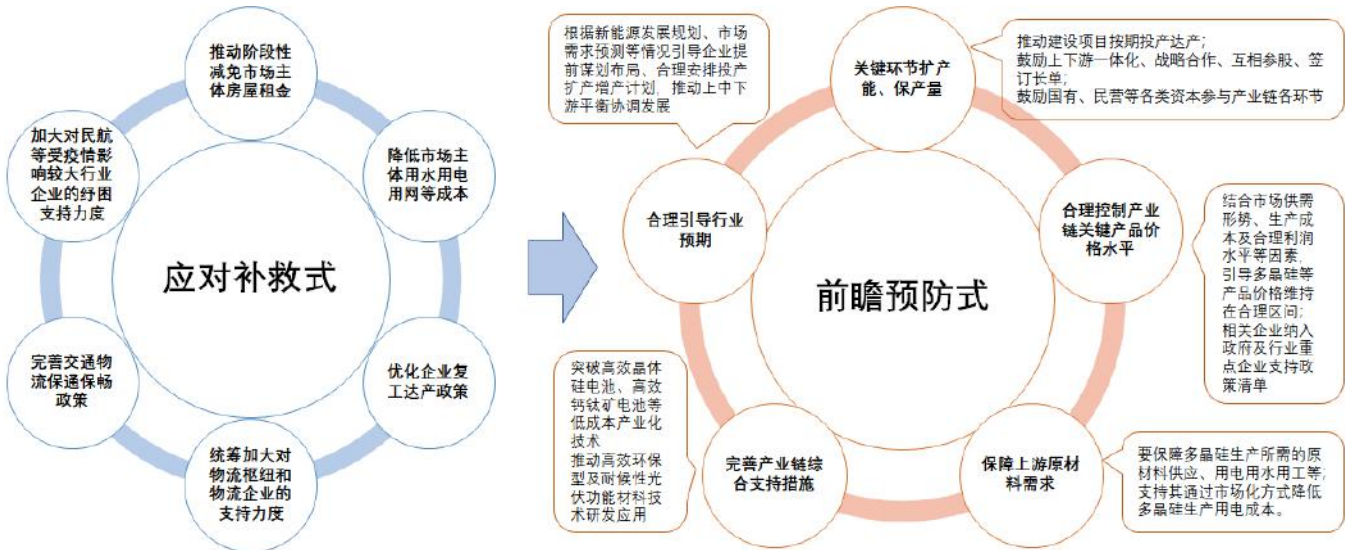 推动阶段性
减免市场主
体房屋租金
降低市场主
体用水用电
用网等成本
优化企业复
工达产政策
统筹加大对
物流枢纽和
物流企业的
支持力度
完善交通物
流保通保畅
政策
加大对民航
等受疫情影
响较大行业
企业的纾困
支持力度
应对补救式
前瞻预防式
关键环节扩产
能、保产量
推动建设项目按期投产达产；
鼓励上下游一体化、战略合作、互相参股、签
订长单；
鼓励国有、民营等各类资本参与产业链各环节
合理控制产业
链关键产品价
格水平
结合市场供需
形势、生产成
本及合理利润
水平等因素，
引导多晶硅等
产品价格维持
在合理区间；
相关企业纳入
政府及行业重
点企业支持政
策清单
保障上游原材
料需求
要保障多晶硅生产所需的原
材料供应、用电用水用工等；
支持其通过市场化方式降低
多晶硅生产用电成本。
完善产业链综
合支持措施
突破高效晶体
硅电池、高效
钙钛矿电池等
低成本产业化
技术
推动高效环保
型及耐候性光
伏功能材料技
术研发应用
合理引导行业
预期
根据新能源发展规划、市场
需求预测等情况引导企业提
前谋划布局、合理安排投产
扩产增产计划，推动上中下
游平衡协调发展